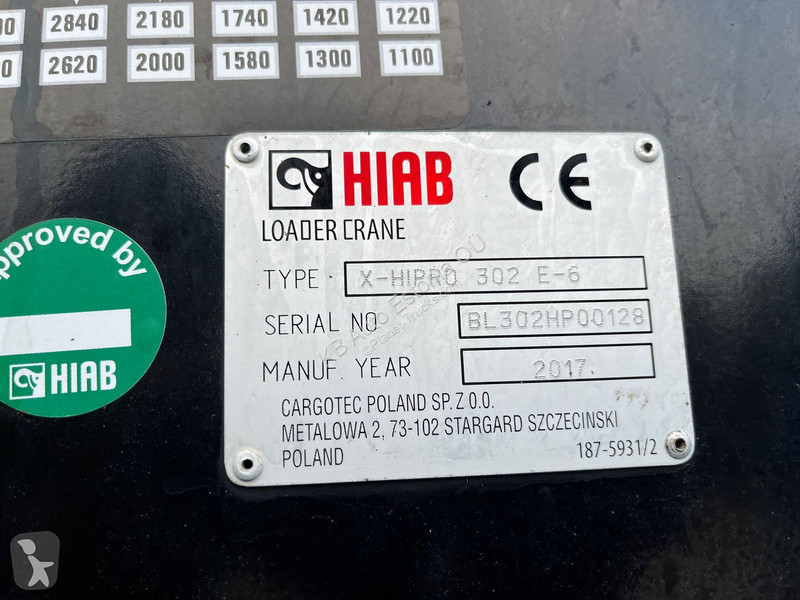 2840 2180 1740 1420 1220
2620 2000 1580 1300 1100
HIAB CE
LOADER CRANE
TYPE X-HIPRO 302 E-6
SERIAL NO BL302HP00128
MANUF. YEAR 2017.
CARGOTEC POLAND SP. Z O.O.
METALOWA 2, 73-102 STARGARD SZCZECINSKI
POLAND 187-5931/2
approved by
HIAB